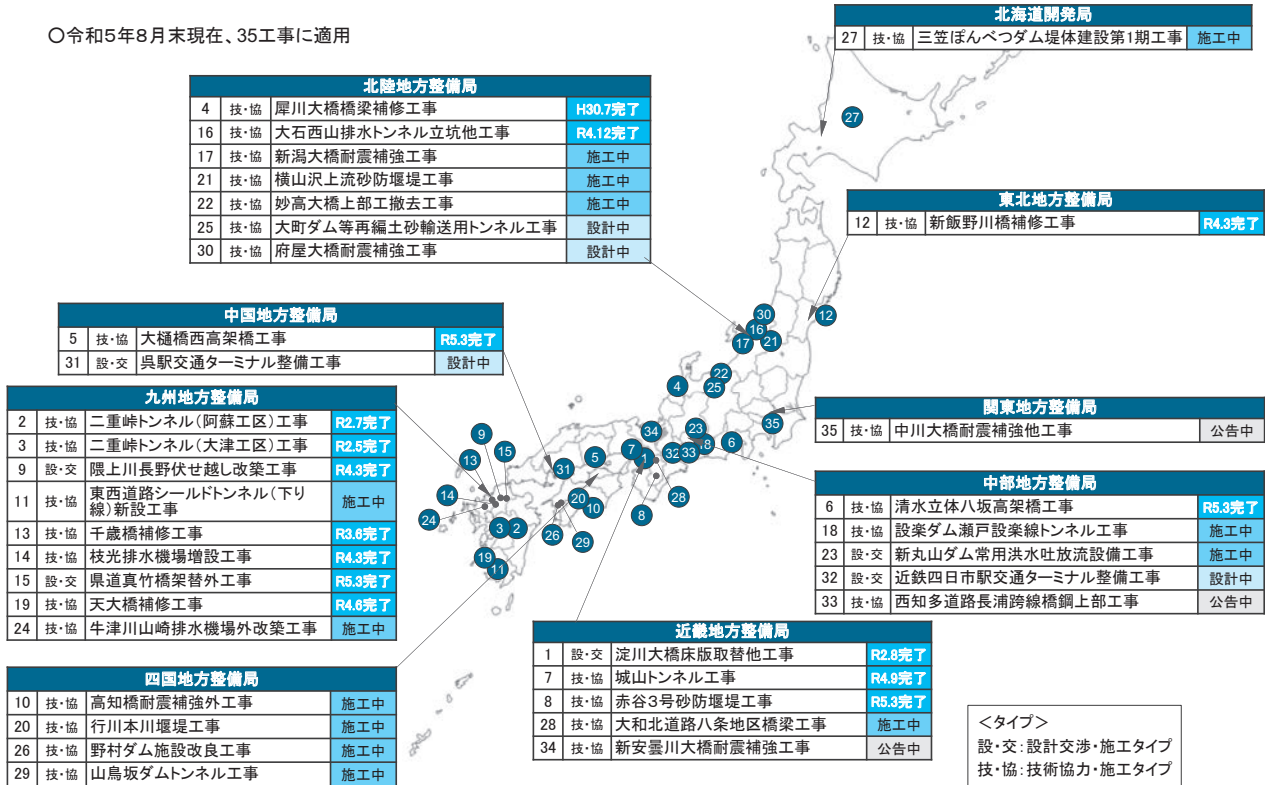 〇令和5年8月末現在、35工事に適用
北海道開発局
27 技・協 三笠ぽんべつダム堤体建設第1期工事 施工中
北陸地方整備局
4 技・協 犀川大橋橋梁補修工事 H30.7完了
16 技・協 大石西山排水トンネル立坑他工事 R4.12完了
17 技・協 新潟大橋耐震補強工事 施工中
21 技・協 横山沢上流砂防堰堤工事 施工中
22 技・協 妙高大橋上部工撤去工事 施工中
25 技・協 大町ダム等再編土砂輸送用トンネル工事 設計中
30 技・協 府屋大橋耐震補強工事 設計中
東北地方整備局
12 技・協 新飯野川橋補修工事 R4.3完了
中国地方整備局
5 技・協 大樋橋西高架橋工事 R5.3完了
31 設・交 呉駅交通ターミナル整備工事 設計中
九州地方整備局
2 技・協 二重峠トンネル(阿蘇工区)工事 R2.7完了
3 技・協 二重峠トンネル(大津工区)工事 R2.5完了
9 設・交 隈上川長野伏せ越し改築工事 R4.3完了
11 技・協 東西道路シールドトンネル(下り
線)新設工事 施工中
13 技・協 千歳橋補修工事 R3.6完了
14 技・協 枝光排水機場増設工事 R4.3完了
15 設・交 県道真竹橋架替外工事 R5.3完了
19 技・協 天大橋補修工事 R4.6完了
24 技・協 牛津川山崎排水機場外改築工事 施工中
四国地方整備局
10 技・協 高知橋耐震補強外工事 施工中
20 技・協 行川本川堰堤工事 施工中
26 技・協 野村ダム施設改良工事 施工中
29 技・協 山鳥坂ダムトンネル工事 施工中
関東地方整備局
35 技・協 中川大橋耐震補強他工事 公告中
中部地方整備局
6 技・協 清水立体八坂高架橋工事 R5.3完了
18 技・協 設楽ダム瀬戸設楽線トンネル工事 施工中
23 設・交 新丸山ダム常用洪水吐放流設備工事 施工中
32 設・交 近鉄四日市駅交通ターミナル整備工事 設計中
33 技・協 西知多道路長浦跨線橋鋼上部工事 公告中
近畿地方整備局
1 設・交 淀川大橋床版取替他工事 R2.8完了
7 技・協 城山トンネル工事 R4.9完了
8 技・協 赤谷3号砂防堰堤工事 R5.3完了
28 技・協 大和北道路八条地区橋梁工事 施工中
34 技・協 新安曇川大橋耐震補強工事 公告中
<タイプ>
設・交:設計交渉・施工タイプ
技・協:技術協力・施工タイプ
27
30
12
16
17
21
22
4
25
35
34
23
18
6
9
15
13
5
7
1
32
33
31
14
20
10
28
8
24
3
2
26
29
19
11